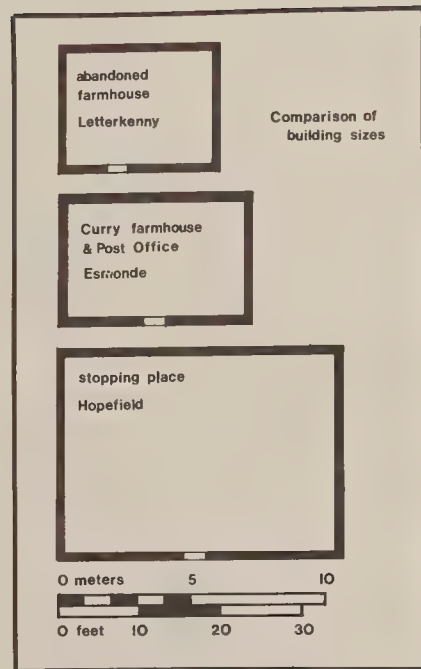 abandoned
farmhouse
Letterkenny
Comparison of
building sizes
Curry farmhouse
& Post Office
Esmonde
stopping place
Hopefield
0 meters 5 10
0 feet 10 20 30